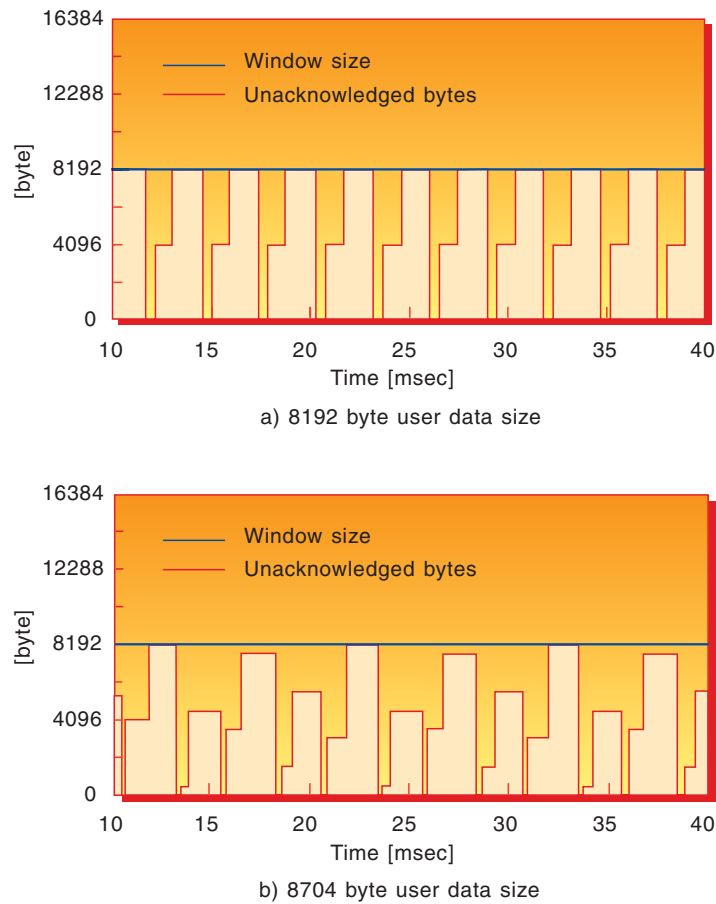 16384
Window size
12288
Unacknowledged bytes
[byte]
8192
4096
0
10 15 20 25 30 35 40
Time [msec]
a) 8192 byte user data size
16384
Window size
12288
Unacknowledged bytes
[byte]
8192
4096
0
10 15 20 25 30 35 40
Time [msec]
b) 8704 byte user data size